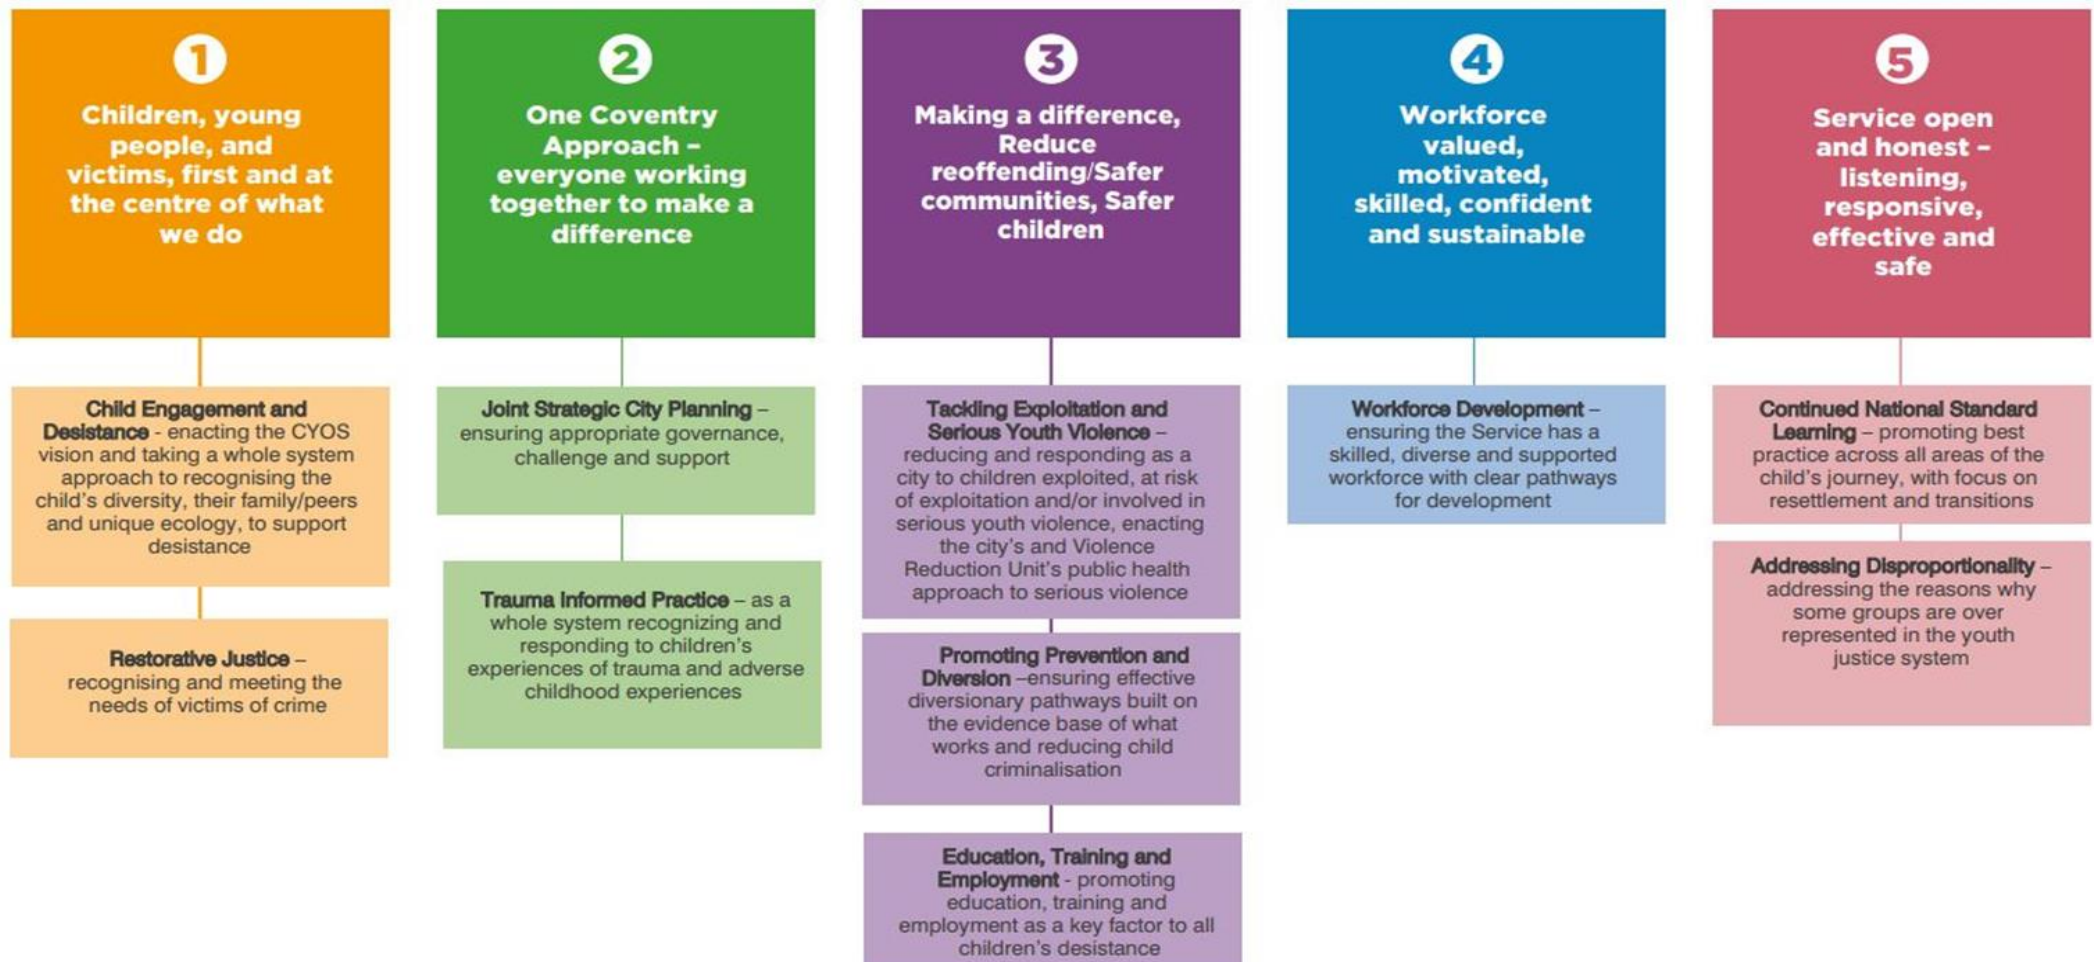 1
Children, young
people, and
victims, first and at
the centre of what
we do
Child Engagement and
Desistance - enacting the CYOS
vision and taking a whole system
approach to recognising the
child's diversity, their family/peers
and unique ecology, to support
desistance
Restorative Justice –
recognising and meeting the
needs of victims of crime
2
One Coventry
Approach –
everyone working
together to make a
difference
Joint Strategic City Planning –
ensuring appropriate governance,
challenge and support
Trauma Informed Practice – as a
whole system recognizing and
responding to children's
experiences of trauma and adverse
childhood experiences
3
Making a difference,
Reduce
reoffending/Safer
communities, Safer
children
Tackling Exploitation and
Serious Youth Violence –
reducing and responding as a
city to children exploited, at risk
of exploitation and/or involved in
serious youth violence, enacting
the city's and Violence
Reduction Unit's public health
approach to serious violence
Promoting Prevention and
Diversion –ensuring effective
diversionary pathways built on
the evidence base of what
works and reducing child
criminalisation
Education, Training and
Employment - promoting
education, training and
employment as a key factor to all
children's desistance
4
Workforce
valued,
motivated,
skilled, confident
and sustainable
Workforce Development –
ensuring the Service has a
skilled, diverse and supported
workforce with clear pathways
for development
5
Service open
and honest –
listening,
responsive,
effective and
safe
Continued National Standard
Learning – promoting best
practice across all areas of the
child's journey, with focus on
resettlement and transitions
Addressing Disproportionality –
addressing the reasons why
some groups are over
represented in the youth
justice system